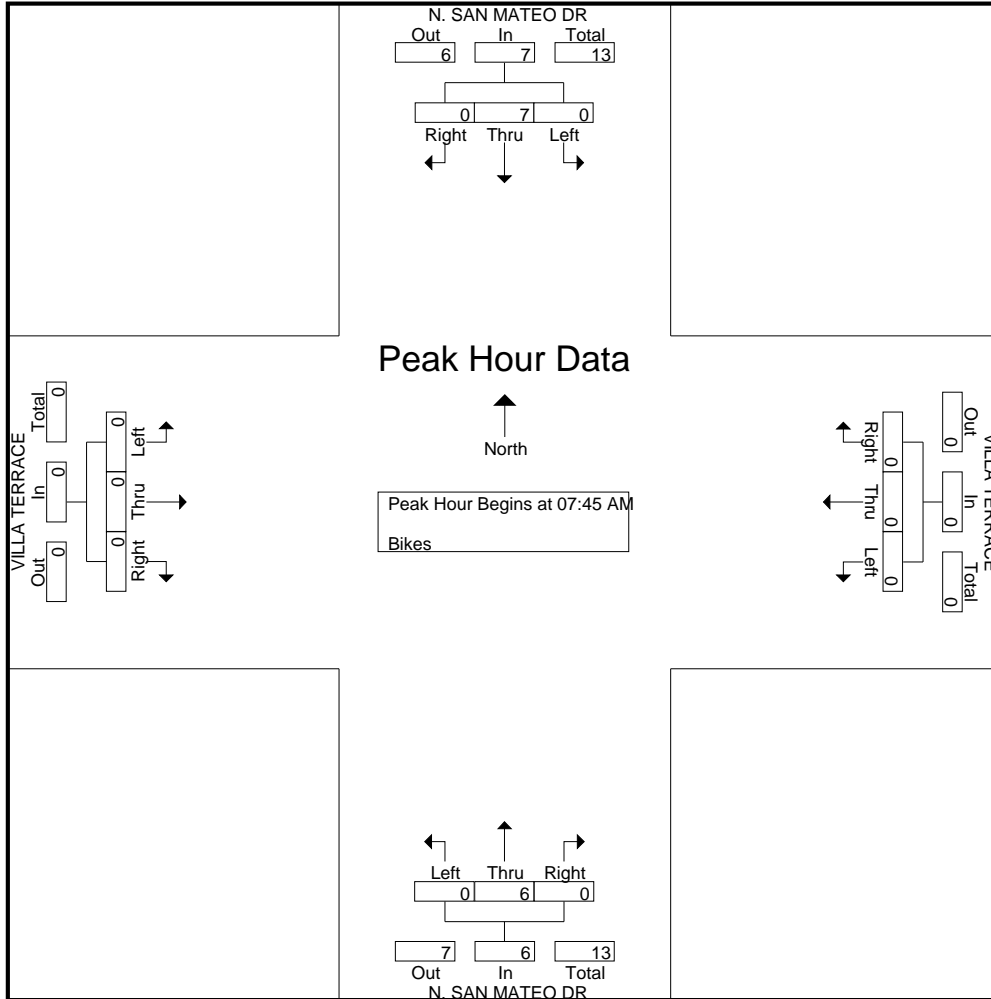 N. SAN MATEO DR
Out In Total
6 7 13
0 7 0
Right Thru Left
Peak Hour Data
North
Peak Hour Begins at 07:45 AM
Bikes
VILLA TERRACE
Out In Total
0 0 0
0 0 0
Right Thru Left
VILLA TERRACE
Out In Total
0 0 0
0 0 0
Right Thru Left
Left Thru Right
0 6 0
7 6 13
Out In Total
N. SAN MATEO DR